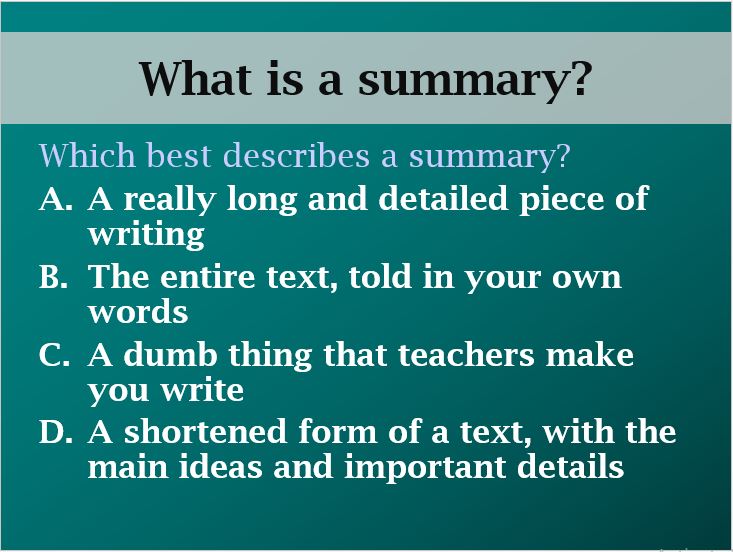 What is a summary?
Which best describes a summary?
A. A really long and detailed piece of
writing
B. The entire text, told in your own
words
C. A dumb thing that teachers make
you write
D. A shortened form of a text, with the
main ideas and important details